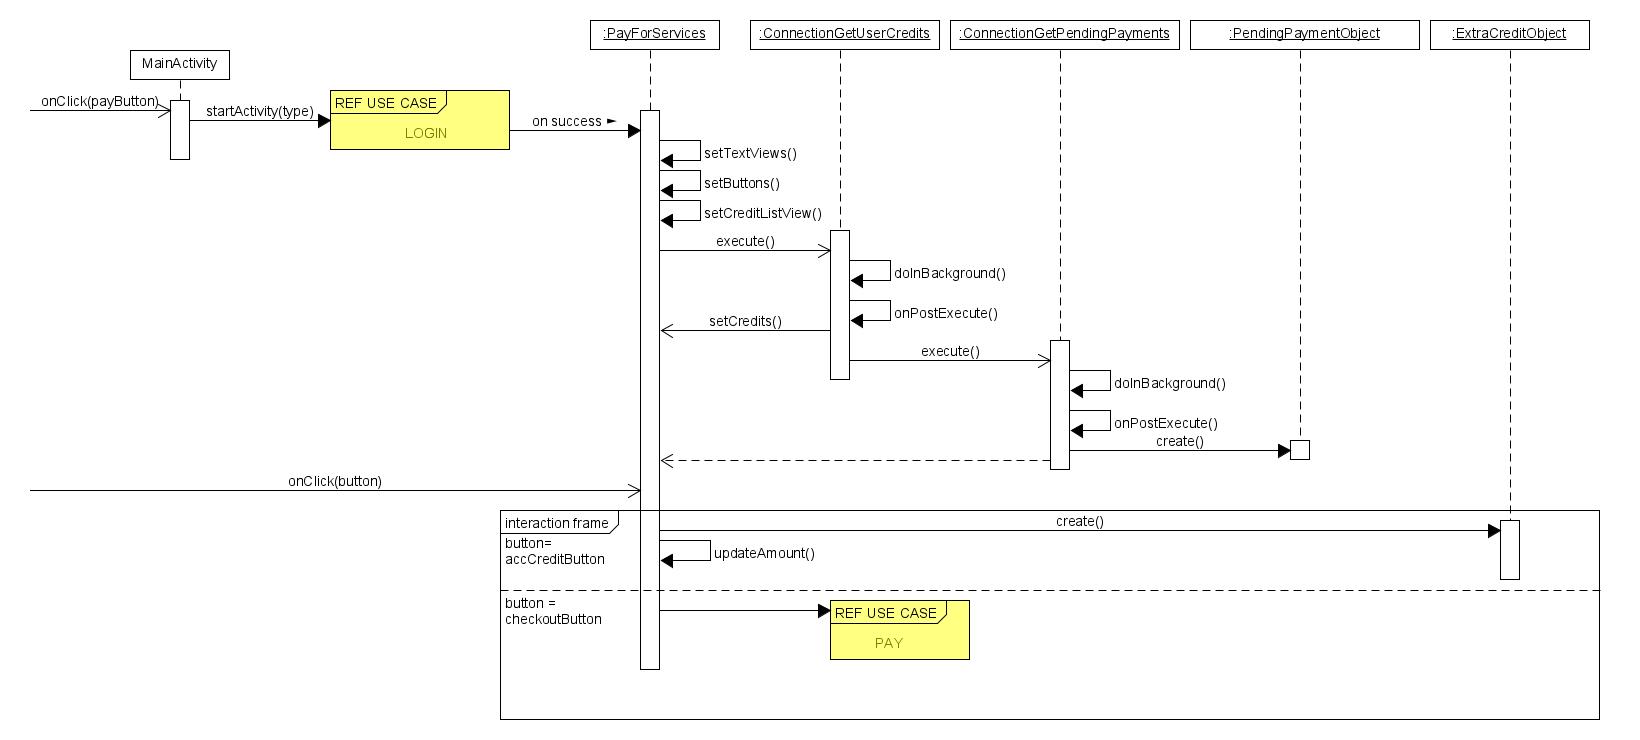 :PayForServices
:ConnectionGetUserCredits
:ConnectionGetPendingPayments
:PendingPaymentObject
:ExtraCreditObject
MainActivity
onClick(payButton)
startActivity(type)
REF USE CASE
LOGIN
on success
setTextViews()
setButtons()
setCreditListView()
execute()
doInBackground()
onPostExecute()
setCredits()
execute()
doInBackground()
onPostExecute()
create()
onClick(button)
interaction frame
create()
button=
accCreditButton
updateAmount()
button =
checkoutButton
REF USE CASE
PAY